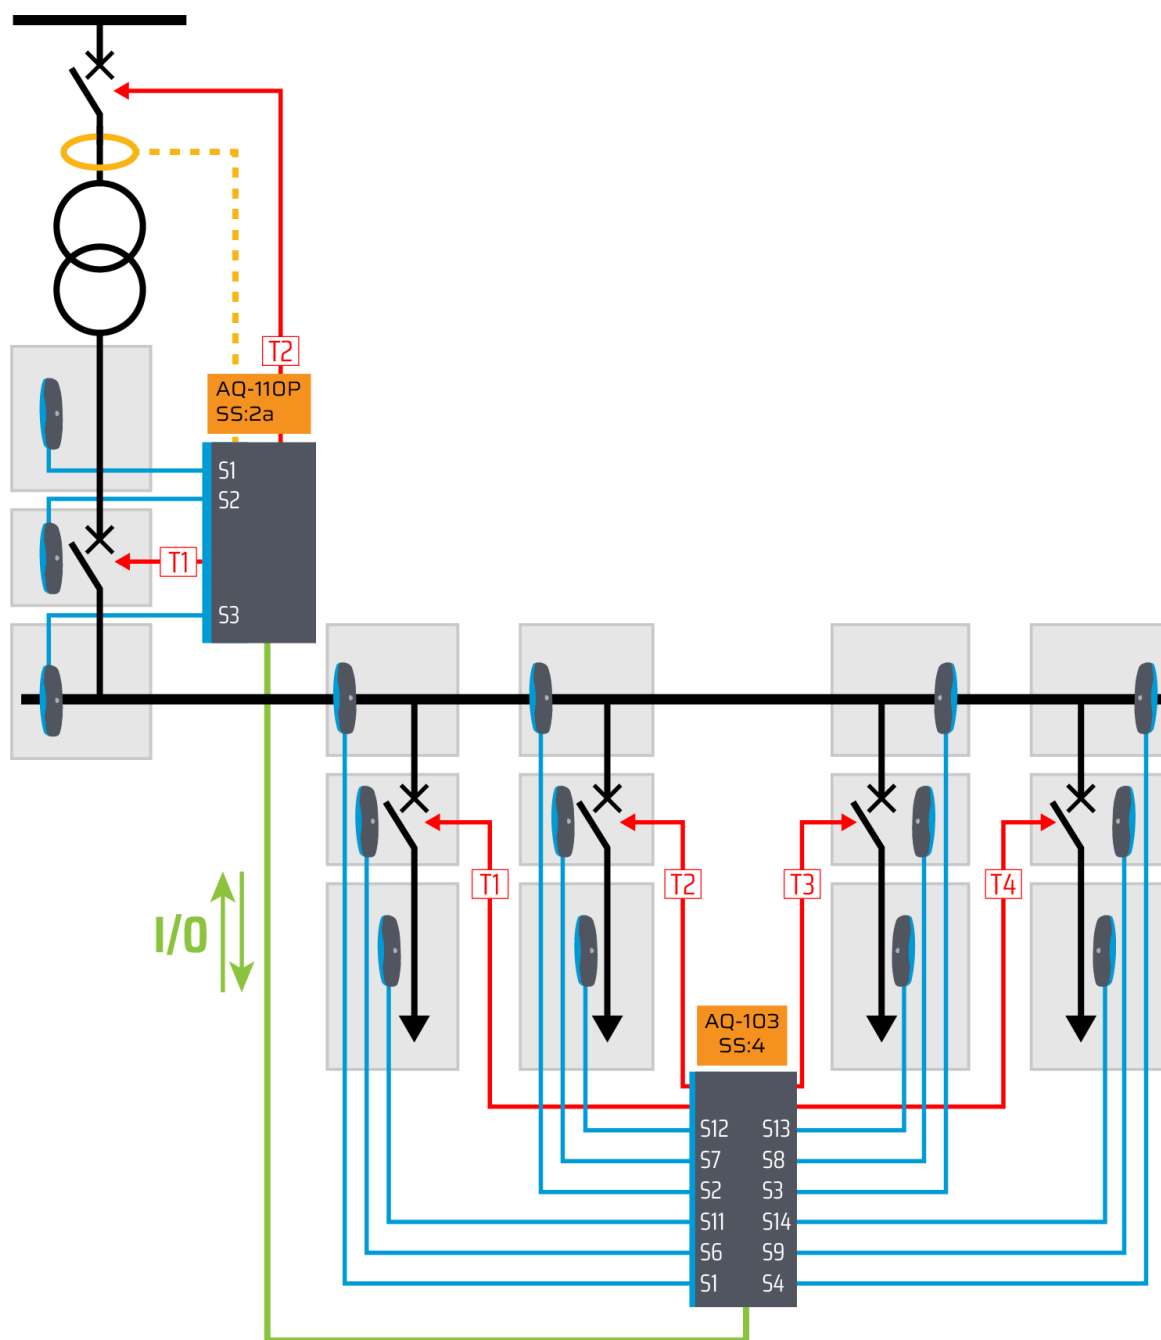 T2
AQ-110P
SS:2a
S1
S2
T1
S3
T1
T2
T3
T4
I/O
AQ-103
SS:4
S12 S13
S7 S8
S2 S3
S11 S14
S6 S9
S1 S4